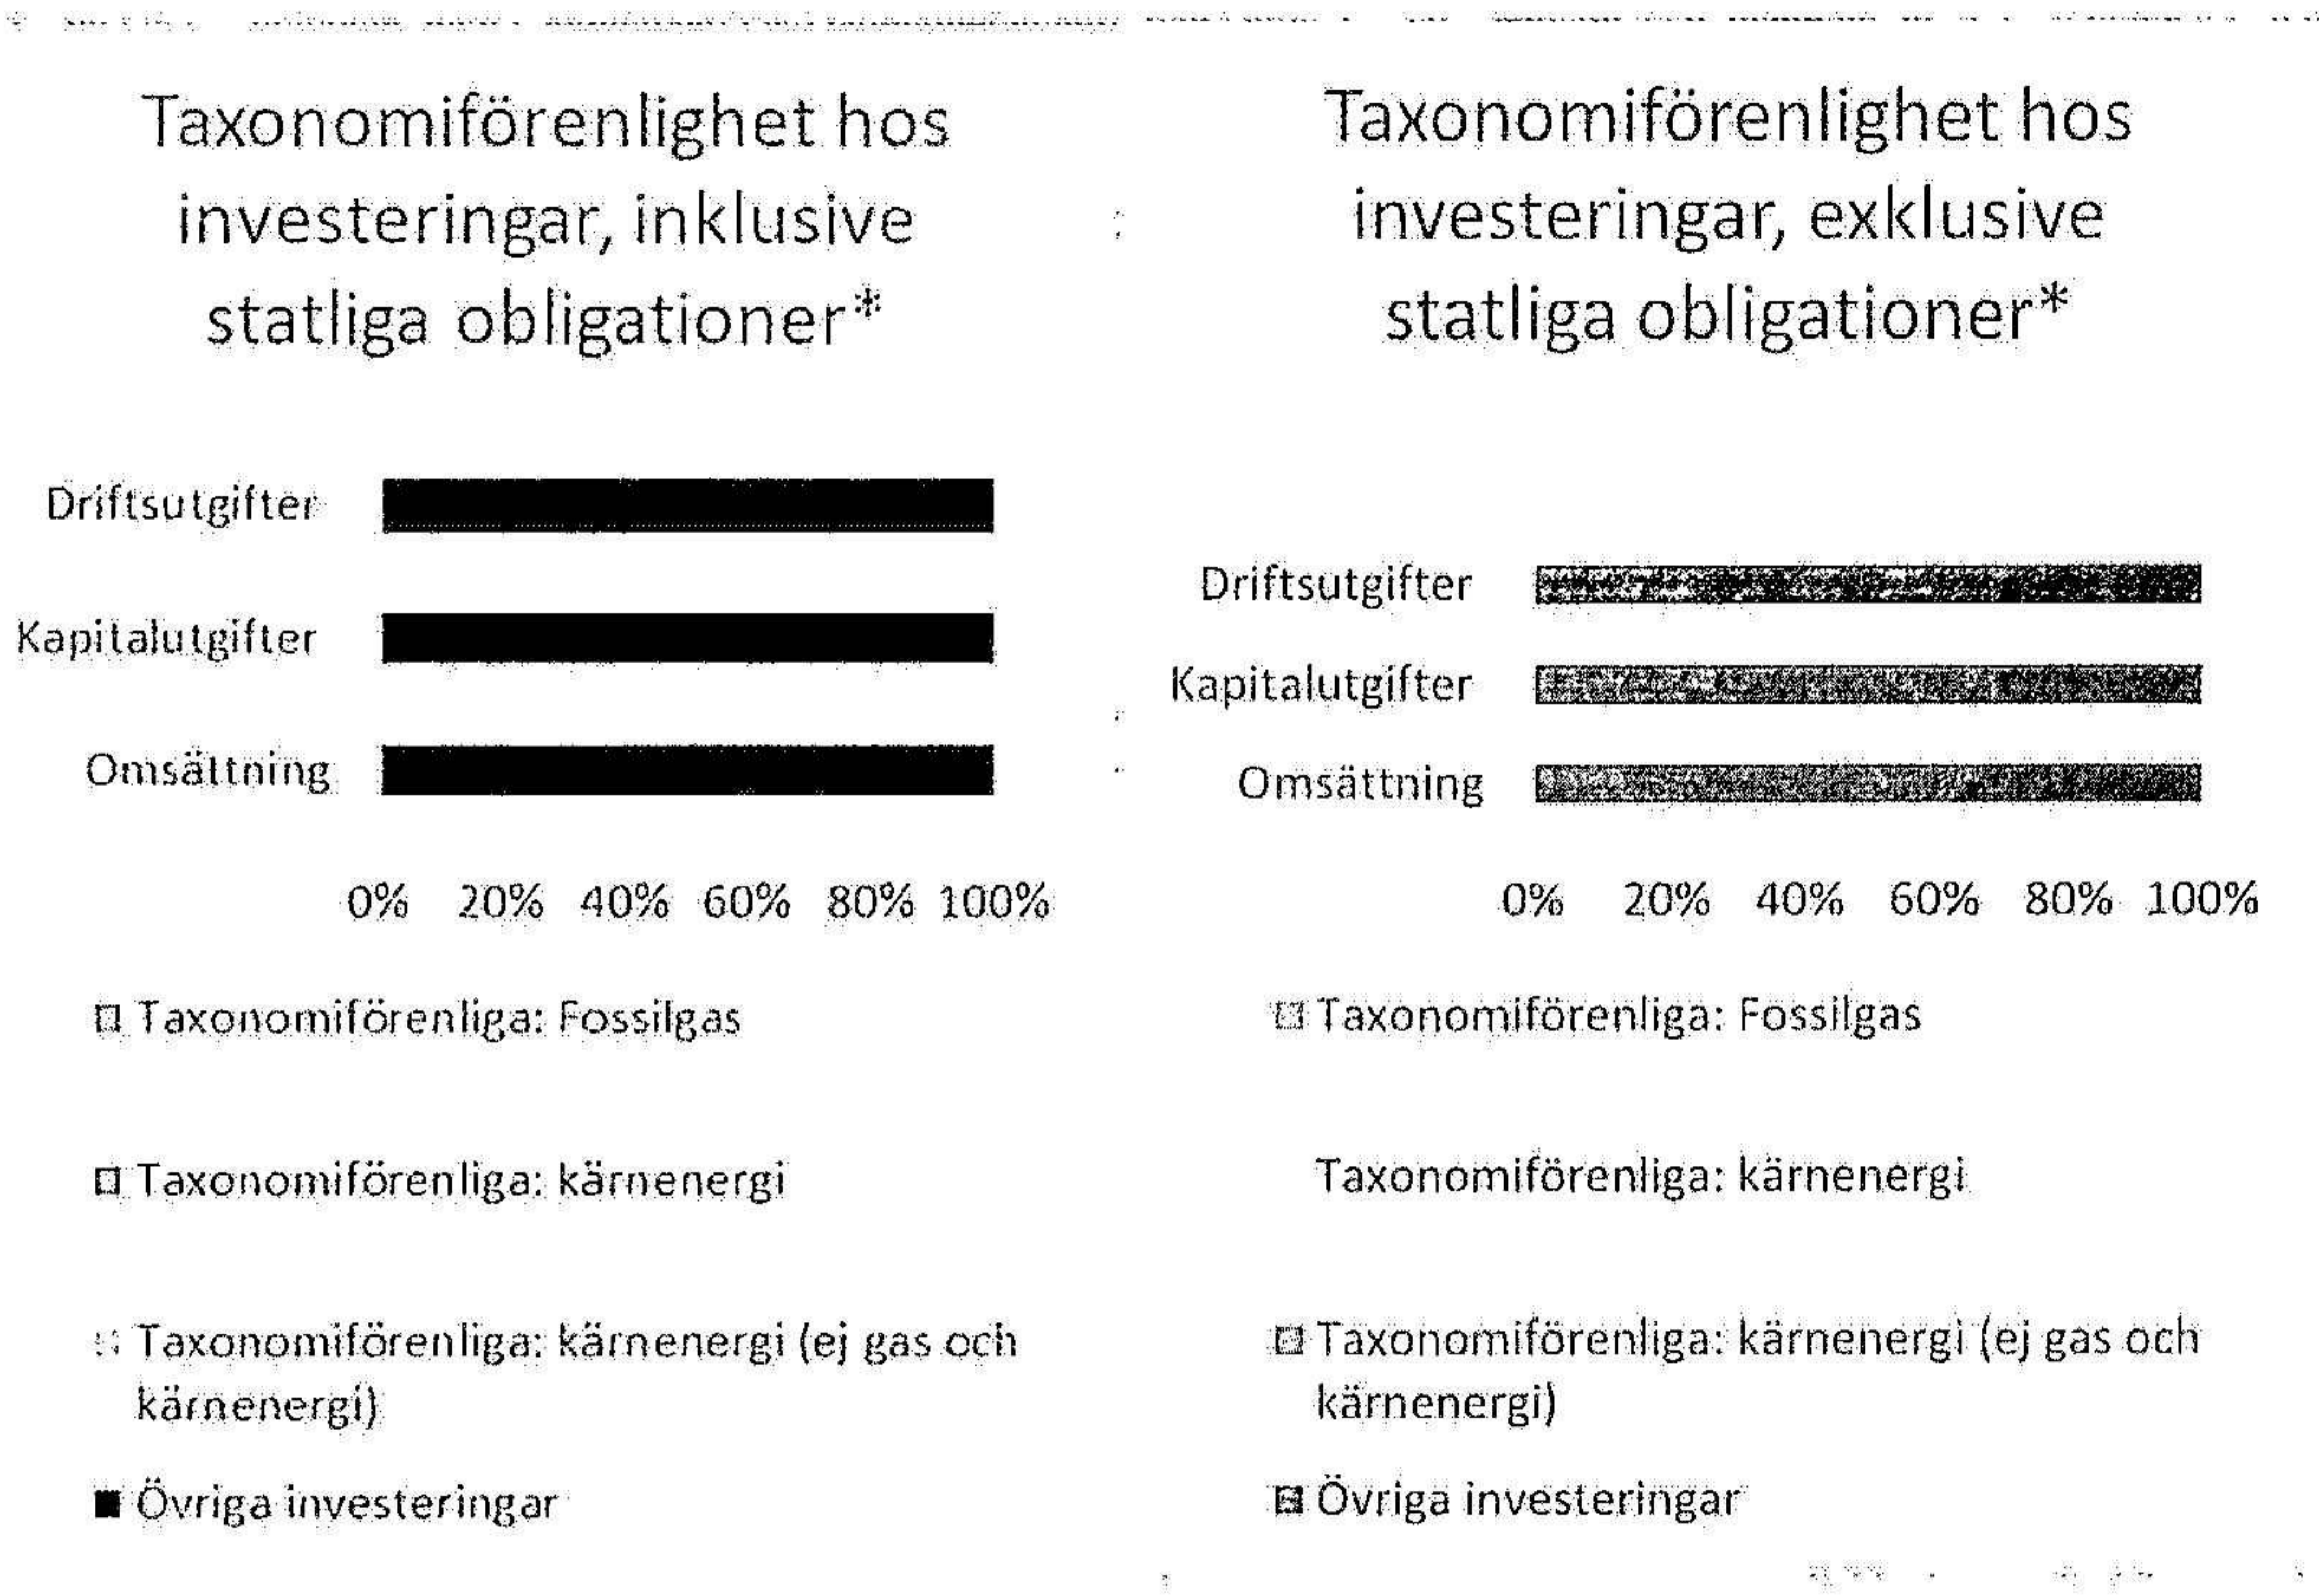 Taxonomiförenlighet hos
investeringar, inklusive
statliga obligationer*
Driftsutgifter
Kapitalutgifter
Omsättning
0% 20% 40% 60% 80% 100%
Taxonomiförenliga: Fossilgas
Taxonomiförenliga: kärnenergi
Taxonomiförenliga: kärnenergi (ej gas och
kärnenergi)
Övriga investeringar
Taxonomiförenlighet hos
investeringar, exklusive
statliga obligationer*
Driftsutgifter
Kapitalutgifter
Omsättning
0% 20% 40% 60% 80% 100%
Taxonomiförenliga: Fossilgas
Taxonomiförenliga: kärnenergi
Taxonomiförenliga: kärnenergi (ej gas och
kärnenergi)
Övriga investeringar